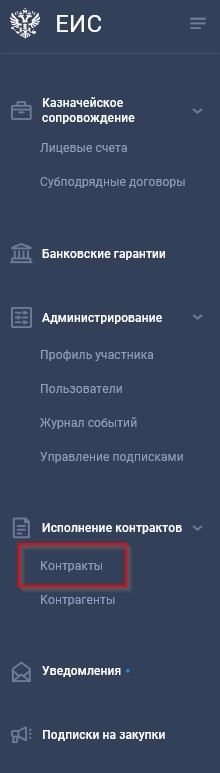 ЕИС
Казначейское
сопровождение
Лицевые счета
Субподрядные договоры
Банковские гарантии
Администрирование
Профиль участника
Пользователи
Журнал событий
Управление подписками
Исполнение контрактов
Контракты
Контрагенты
Уведомления
Подписки на закупки